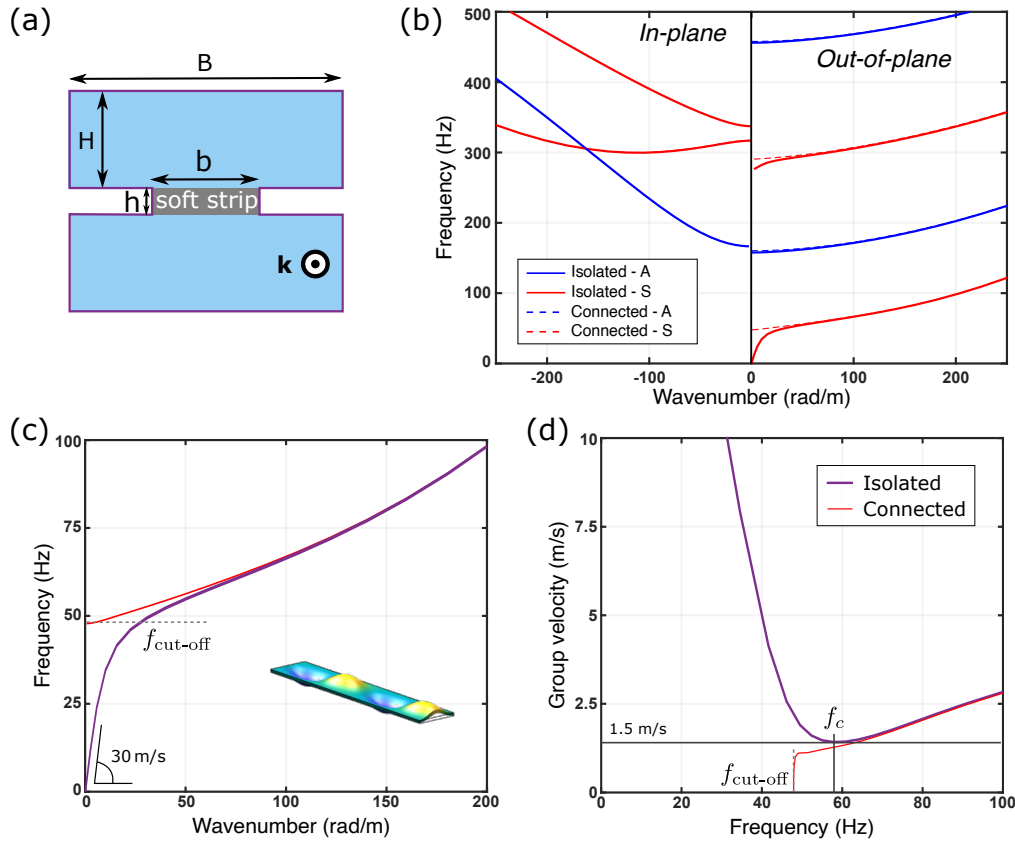 (a)
B
H
b
h
soft strip
k
(b)
In-plane
Out-of-plane
500
400
300
200
100
0
Frequency (Hz)
Isolated - A
Isolated - S
Connected - A
Connected - S
-200
-100
0
100
200
Wavenumber (rad/m)
(c)
100
75
50
25
0
Frequency (Hz)
f_cut-off
30 m/s
0
50
100
150
200
Wavenumber (rad/m)
(d)
10
7.5
5
2.5
0
Group velocity (m/s)
Isolated
Connected
f_c
1.5 m/s
f_cut-off
0
20
40
60
80
100
Frequency (Hz)